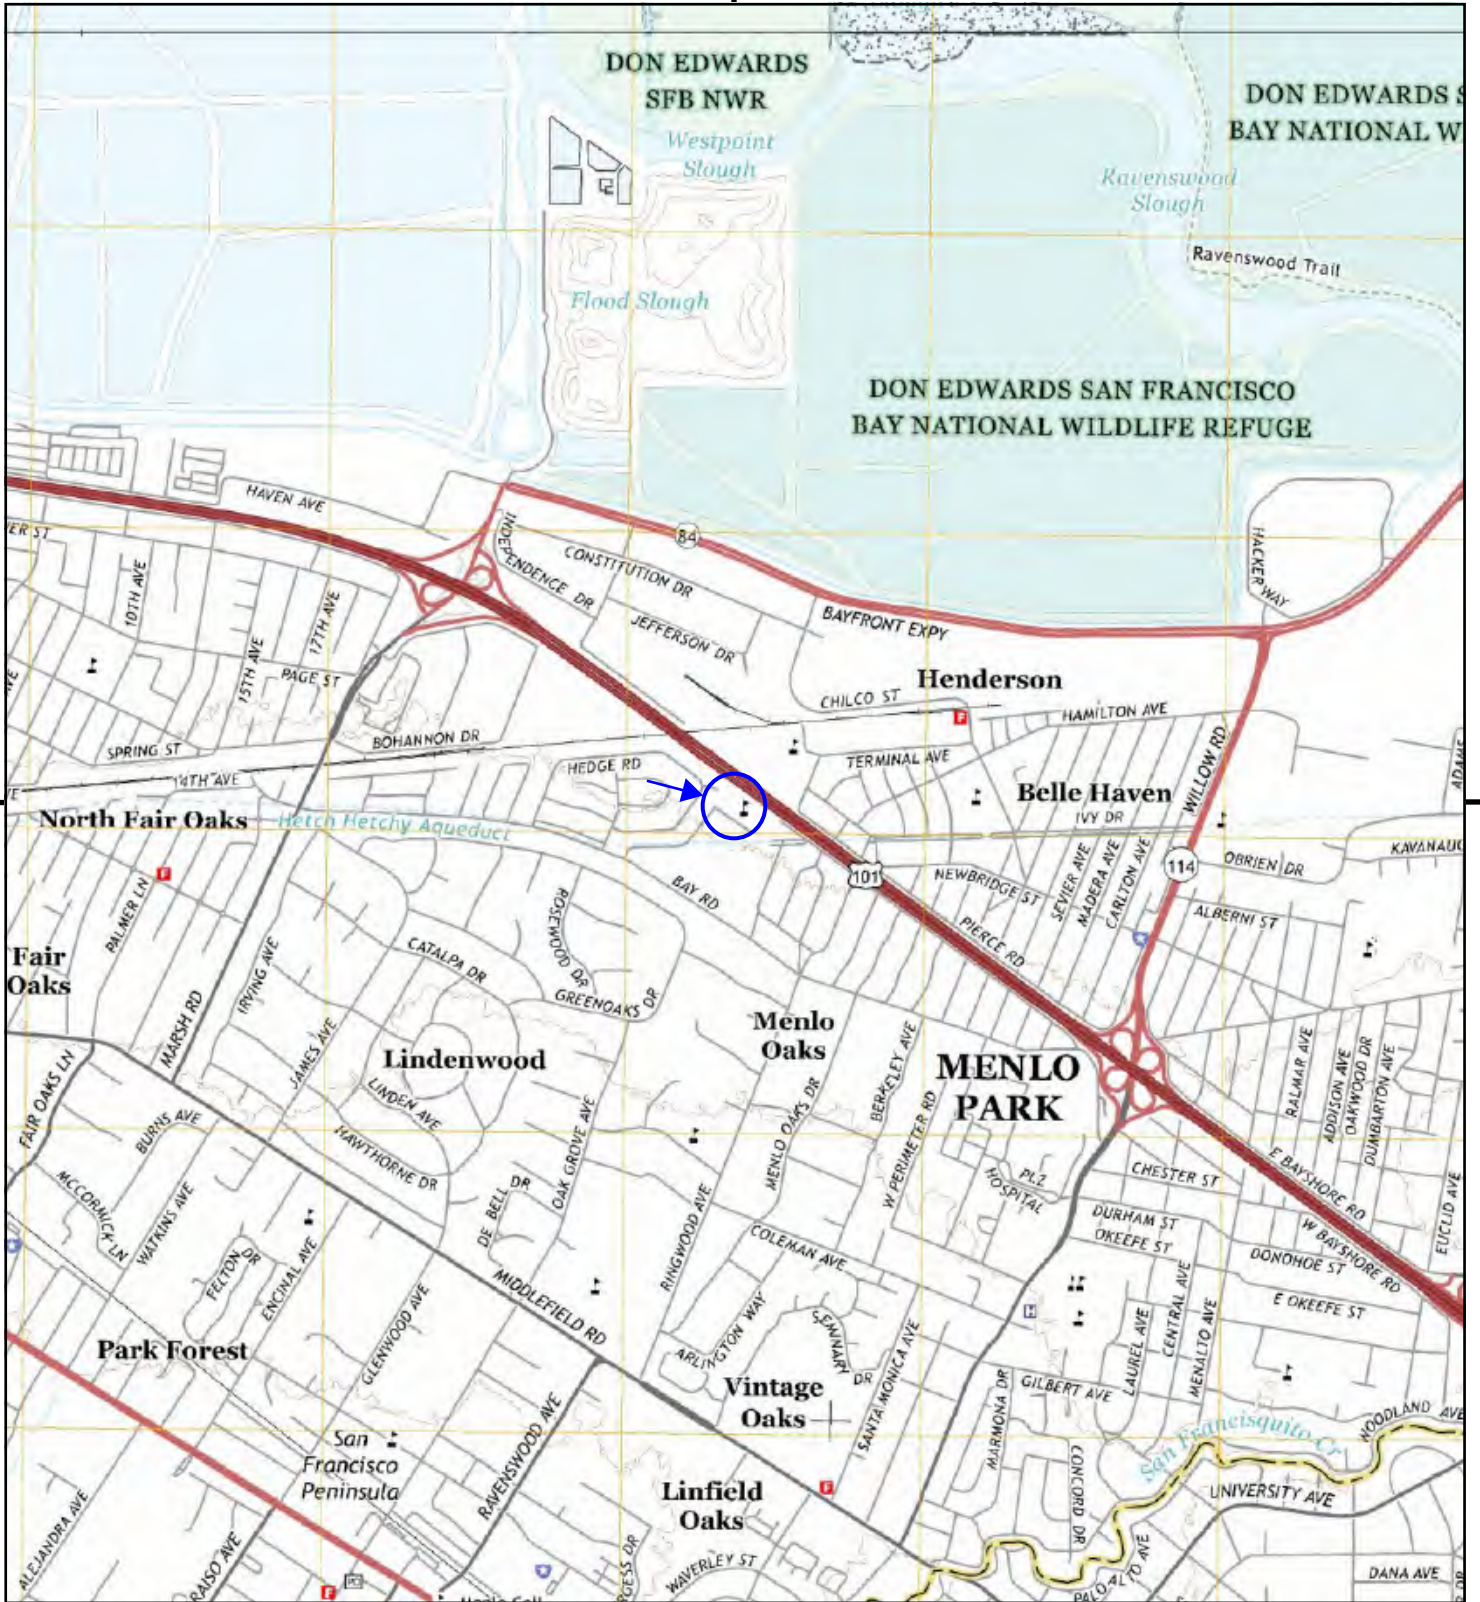 DON EDWARDS
SFB NWR
DON EDWARDS S
BAY NATIONAL W
Westpoint
Slough
Ravenswood
Slough
Ravenswood Trail
Flood Slough
DON EDWARDS SAN FRANCISCO
BAY NATIONAL WILDLIFE REFUGE
HAVEN AVE
ER ST
INDEPENDENCE DR
84
CONSTITUTION DR
HACKER WAY
10TH AVE
17TH AVE
JEFFERSON DR
BAYFRONT EXPY
15TH AVE
PAGE ST
Henderson
CHILCO ST
F
HAMILTON AVE
SPRING ST
BOHANNON DR
WILLOW RD
HEDGE RD
TERMINAL AVE
ADAMS
14TH AVE
Belle Haven
IVY DR
North Fair Oaks
Hetch Hetchy Aqueduct
KAVANAUG
F
101
114
OBRIEN DR
NEWBRIDGE ST
SEVIER AVE
MADERA AVE
CARLTON AVE
BAY RD
PALMER LN
ROSEWOOD DR
ALBERNI ST
PIERCE RD
Fair
Oaks
IRVING AVE
CATALPA DR
GREENOAKS DR
MARSH RD
Menlo
Oaks
JAMES AVE
Lindenwood
BERKELEY AVE
MENLO
PARK
RALMAR AVE
ADDISON AVE
OAKWOOD DR
DUMBARTON AVE
FAIR OAKS LN
LINDEN AVE
MENLO OAKS DR
W PERIMETER RD
BURNS AVE
HAWTHORNE DR
OAK GROVE AVE
E BAYSHORE RD
CHESTER ST
PLZ
HOSPITAL
MCCORMICK LN
WATKINS AVE
DE BELL DR
RINGWOOD AVE
DURHAM ST
OKEEFE ST
W BAYSHORE RD
EUCLID AVE
COLEMAN AVE
DONOHOE ST
FELTON DR
ENCINAL AVE
MIDDLEFIELD RD
GLENWOOD AVE
E OKEEFE ST
H
ARLINGTON WAY
SEMINARY DR
SANTA MONICA AVE
LAUREL AVE
CENTRAL AVE
MENALTO AVE
Park Forest
Vintage
Oaks
MARMONA DR
GILBERT AVE
WOODLAND AVE
San
Francisco
Peninsula
RAVENSWOOD AVE
San Francisquito Cr
CONCORD DR
UNIVERSITY AVE
Linfield
Oaks
F
ALEJANDRA AVE
RAISO AVE
F
PO
RGESS DR
WAVERLEY ST
PALO ALTO AVE
DANA AVE